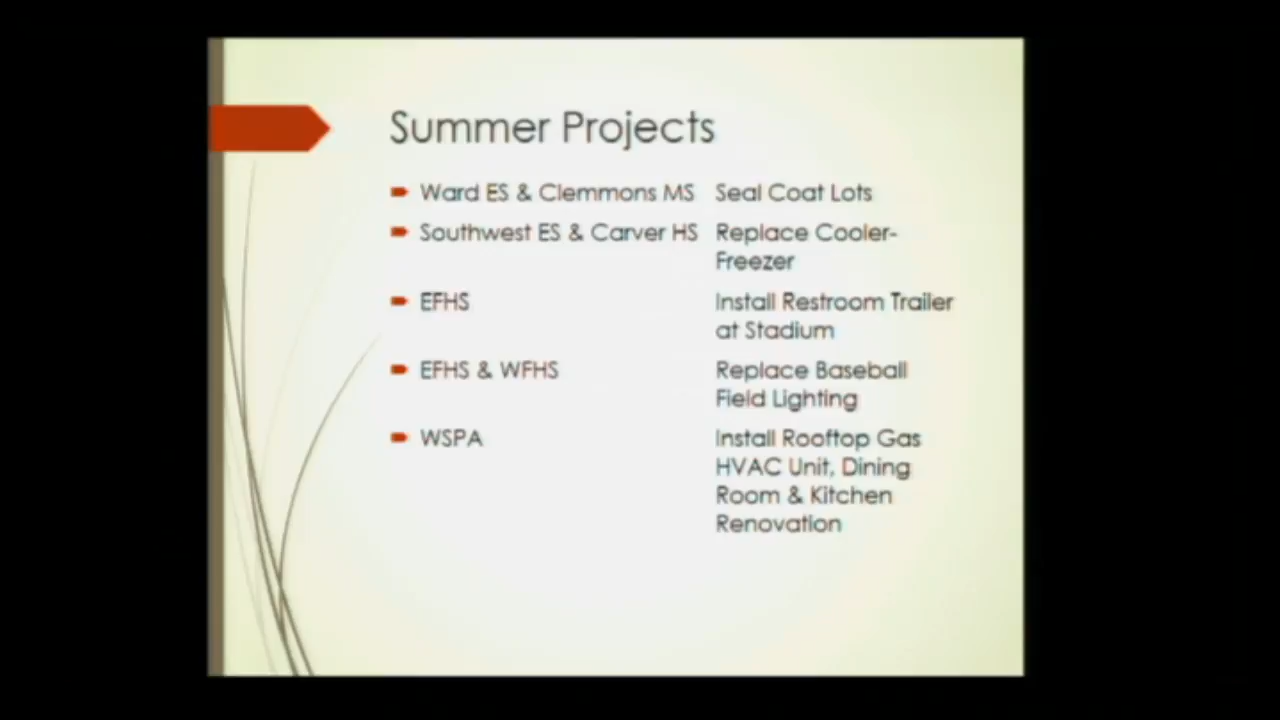 Summer Projects
Ward ES & Clemmons MS Seal Coat Lots
Southwest ES & Carver HS Replace Cooler-
Freezer
EFHS Install Restroom Trailer
at Stadium
EFHS & WFHS Replace Baseball
Field Lighting
WSPA Install Rooftop Gas
HVAC Unit, Dining
Room & Kitchen
Renovation